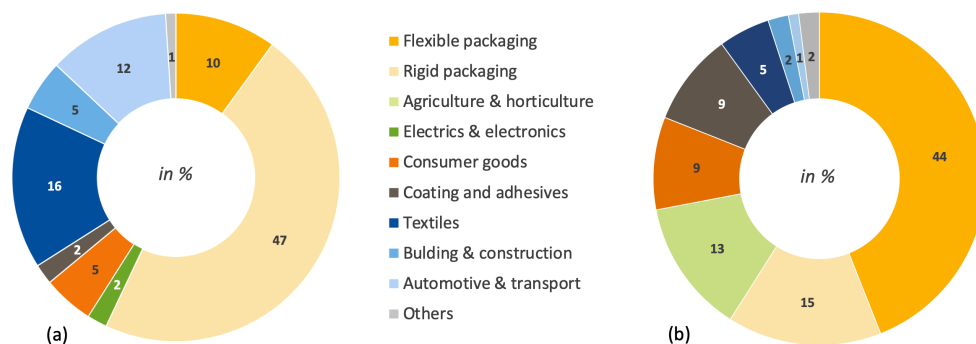 1
10
12
5
16
2
5
2
47
in %
(a)
Flexible packaging
Rigid packaging
Agriculture & horticulture
Electrics & electronics
Consumer goods
Coating and adhesives
Textiles
Bulding & construction
Automotive & transport
Others
2
1
2
5
9
9
13
15
44
in %
(b)